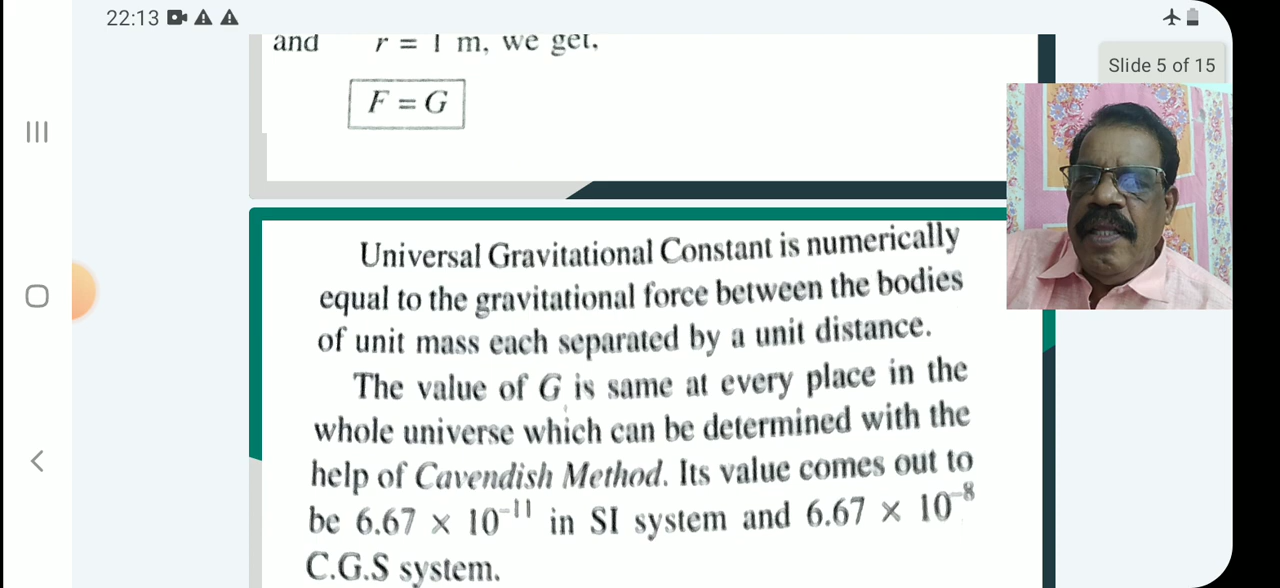 22:13
Slide 5 of 15
and r = 1 m, we get,
F = G
Universal Gravitational Constant is numerically
equal to the gravitational force between the bodies
of unit mass each separated by a unit distance.
The value of G is same at every place in the
whole universe which can be determined with the
help of Cavendish Method. Its value comes out to
be 6.67 × 10⁻¹¹ in SI system and 6.67 × 10⁻⁸
C.G.S system.